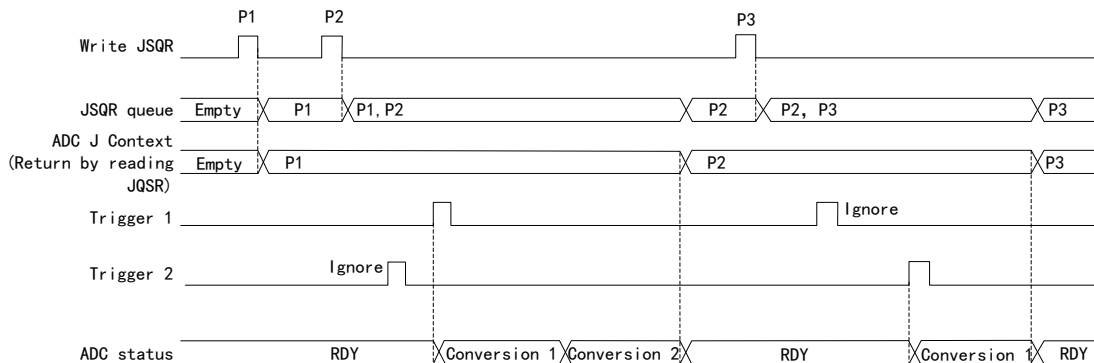 P1 P2 P3
Write JSQR
JSQR queue Empty P1 P1,P2 P2 P2, P3 P3
ADC J Context
(Return by reading
JQSR)
Empty P1 P2 P3
Trigger 1 Ignore
Trigger 2 Ignore
ADC status RDY Conversion 1 Conversion 2 RDY Conversion 1 RDY